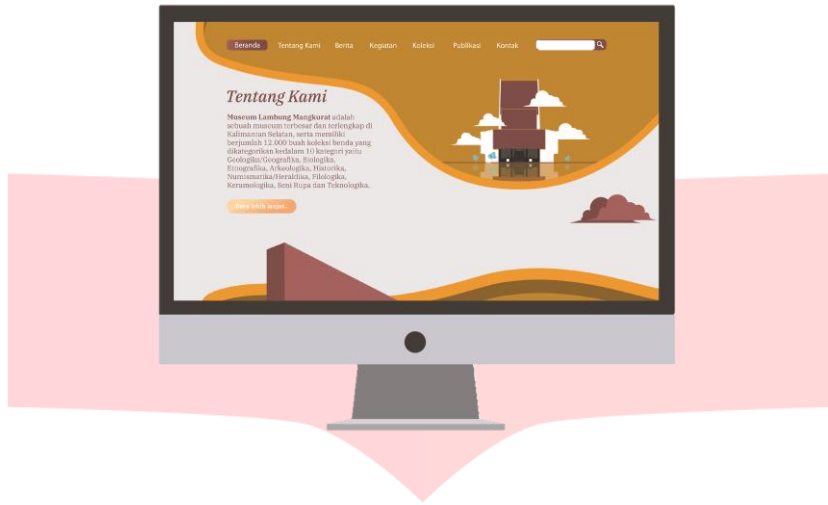 Beranda Tentang Kami Berita Kegiatan Koleksi Publikasi Kontak
Tentang Kami
Museum Lambung Mangkurat adalah
sebuah museum terbesar dan terlengkap di
Kalimantan Selatan, serta memiliki
berjumlah 12.000 buah koleksi benda yang
dikategorikan kedalam 10 kategori yaitu
Geologika/Geografika, Biologika,
Etnografika, Arkeologika, Historika,
Numismatika/Heraldika, Filologika,
Keramologika, Seni Rupa dan Teknologika.
lebih lanjut..